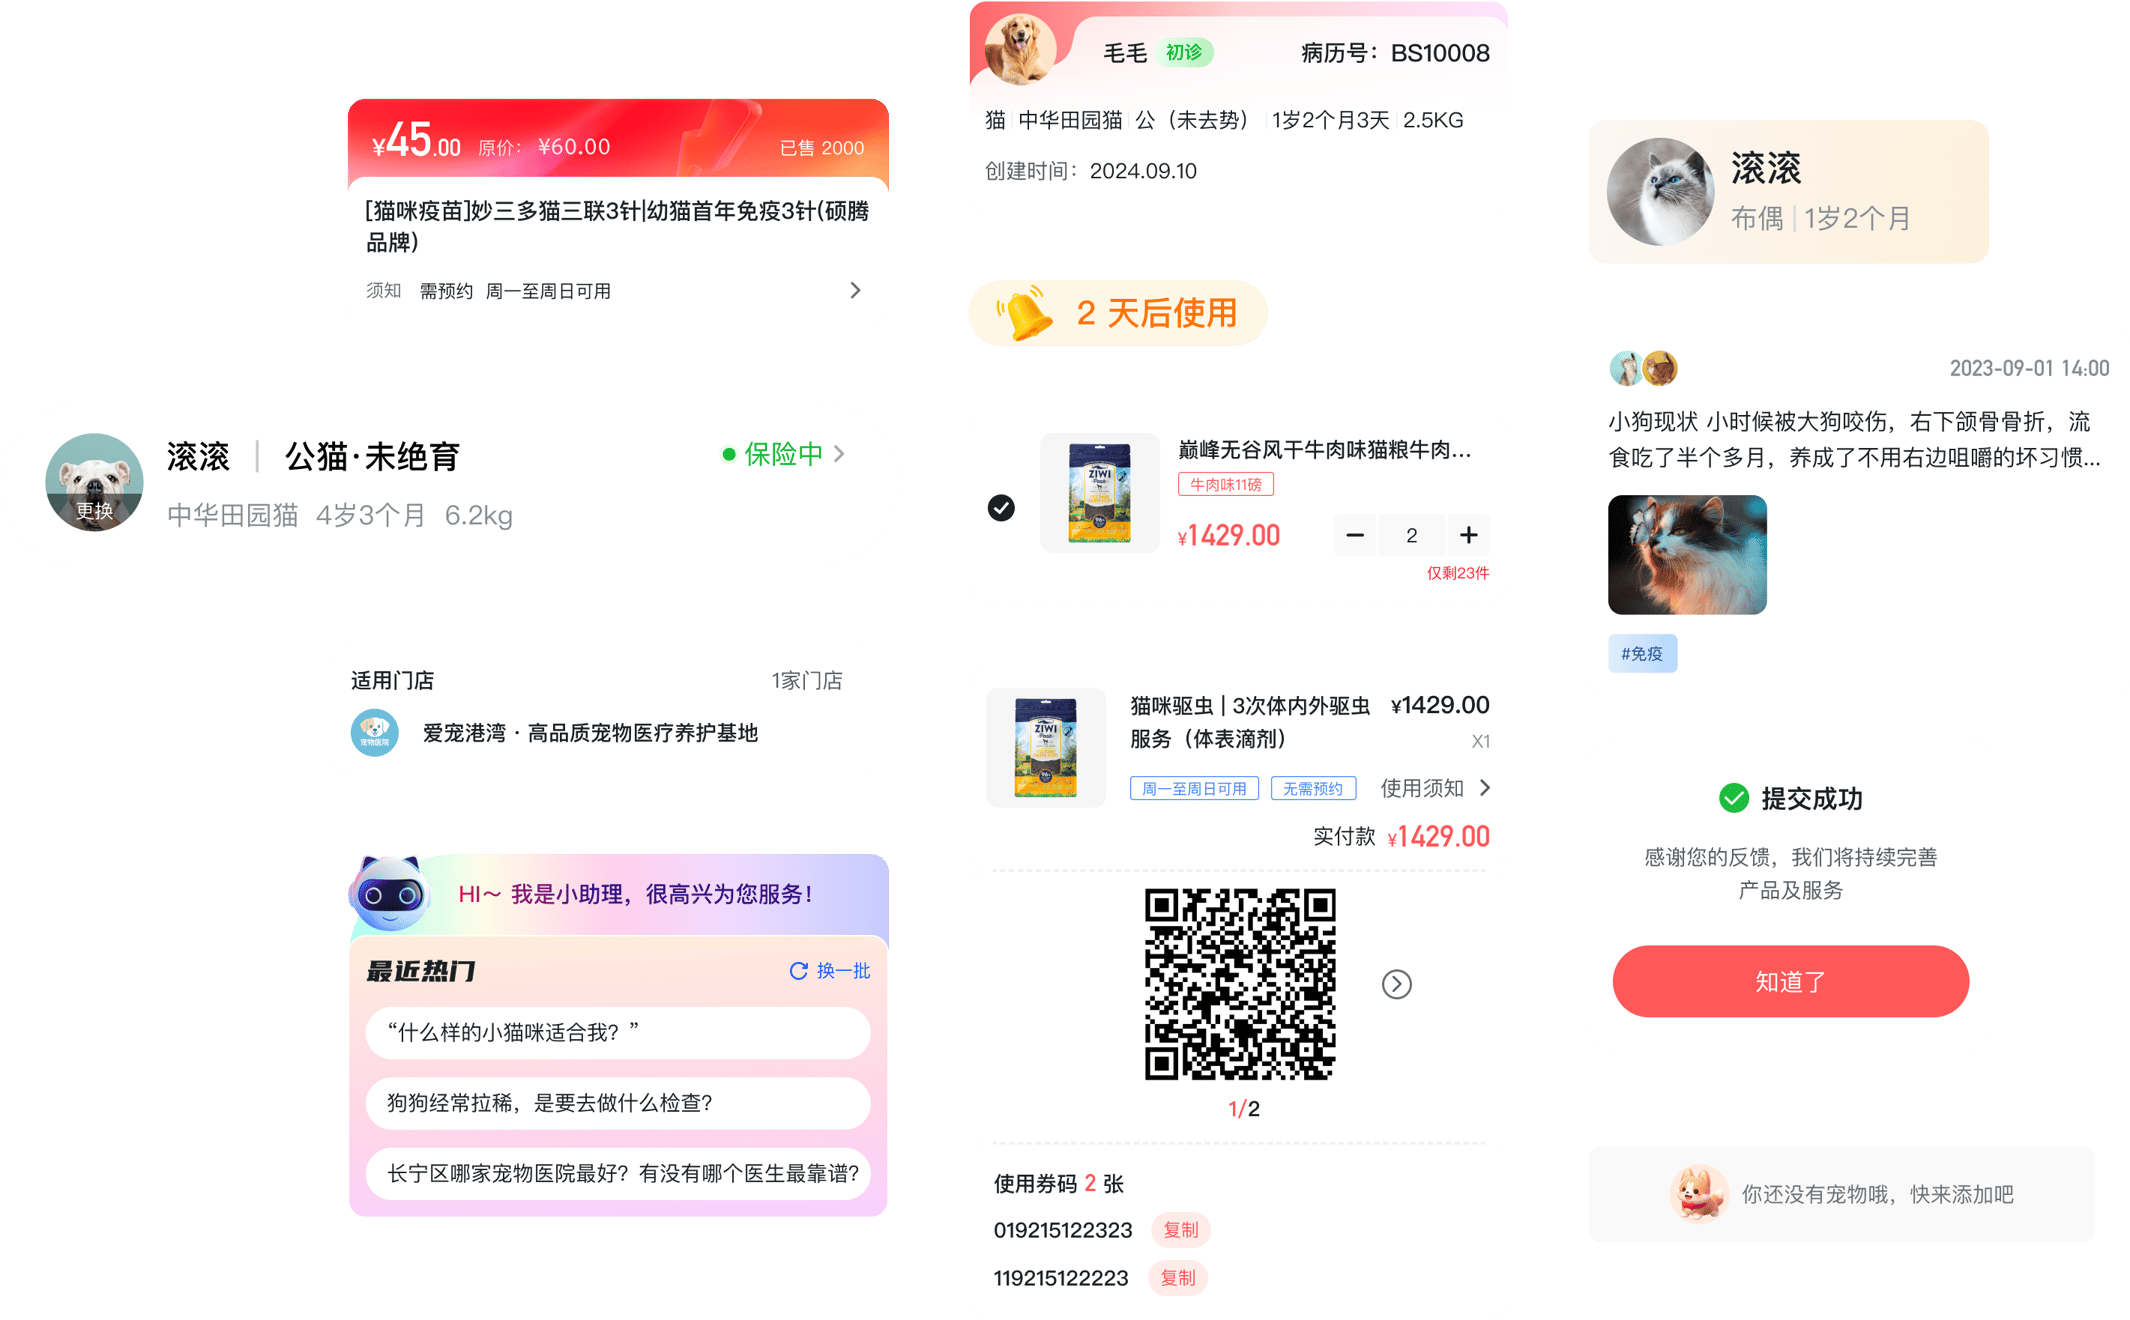 ¥45.00 原价： ¥60.00 已售 2000
[猫咪疫苗]妙三多猫三联3针|幼猫首年免疫3针(硕腾
品牌)
须知 需预约 周一至周日可用
更换
滚滚 | 公猫·未绝育 保险中
中华田园猫 4岁3个月 6.2kg
适用门店 1家门店
宠物医院
爱宠港湾 · 高品质宠物医疗养护基地
HI～ 我是小助理，很高兴为您服务！
最近热门 换一批
“什么样的小猫咪适合我？”
狗狗经常拉稀，是要去做什么检查？
长宁区哪家宠物医院最好？有没有哪个医生最靠谱？
毛毛 初诊 病历号：BS10008
猫 | 中华田园猫 | 公（未去势） | 1岁2个月3天 | 2.5KG
创建时间：2024.09.10
2 天后使用
ZIWI
Peak
巅峰无谷风干牛肉味猫粮牛肉...
牛肉味11磅
¥1429.00 2
仅剩23件
ZIWI
Peak
猫咪驱虫 | 3次体内外驱虫 ¥1429.00
服务（体表滴剂） X1
周一至周日可用 无需预约 使用须知
实付款 ¥1429.00
1/2
使用券码 2 张
019215122323 复制
119215122223 复制
滚滚
布偶 | 1岁2个月
2023-09-01 14:00
小狗现状 小时候被大狗咬伤，右下颌骨骨折，流
食吃了半个多月，养成了不用右边咀嚼的坏习惯...
#免疫
提交成功
感谢您的反馈，我们将持续完善
产品及服务
知道了
你还没有宠物哦，快来添加吧